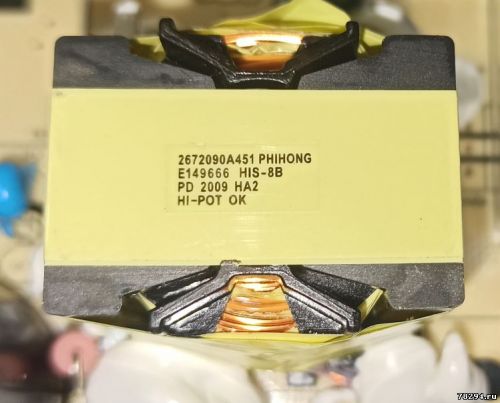 2672090A451 PHIHONG
E149666 HIS-8B
PD 2009 HA2
HI-POT OK
78294.ru